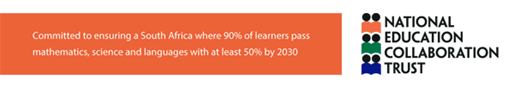 Committed to ensuring a South Africa where 90% of learners pass
mathematics, science and languages with at least 50% by 2030
NATIONAL
EDUCATION
COLLABORATION
TRUST